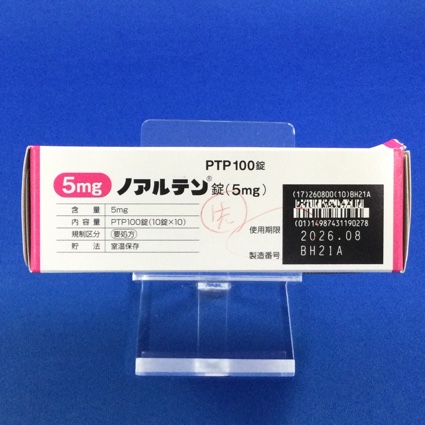 PTP100錠
5mg ノアルテン®錠(5mg)
含量 5mg
内容量 PTP100錠(10錠×10)
規制区分 要処方
貯法 室温保存
先
使用期限
製造番号
(17)260800(10)BH21A
(01)14987431190278
2026.08
BH21A